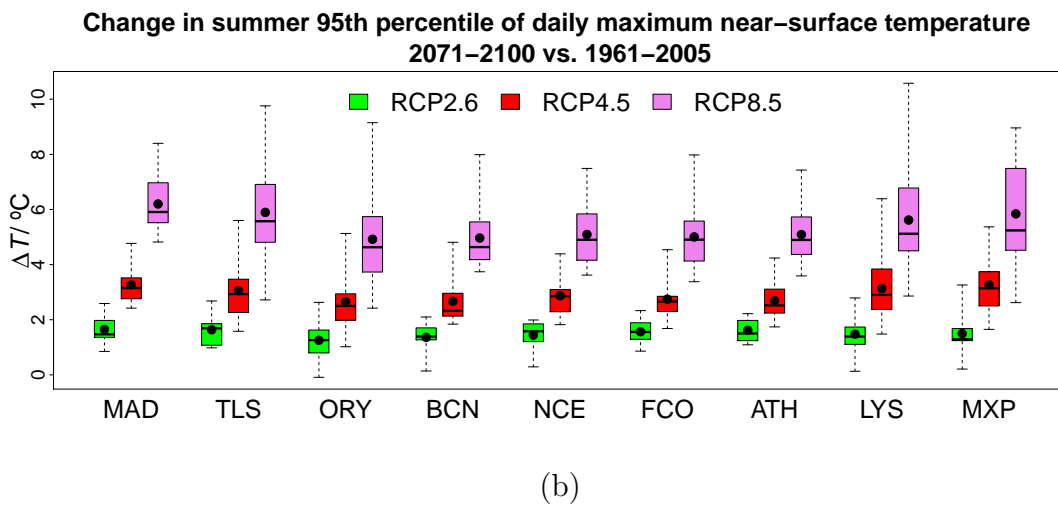 Change in summer 95th percentile of daily maximum near−surface temperature
2071−2100 vs. 1961−2005
ΔT/ ºC
10
8
6
4
2
0
RCP2.6 RCP4.5 RCP8.5
MAD TLS ORY BCN NCE FCO ATH LYS MXP
(b)